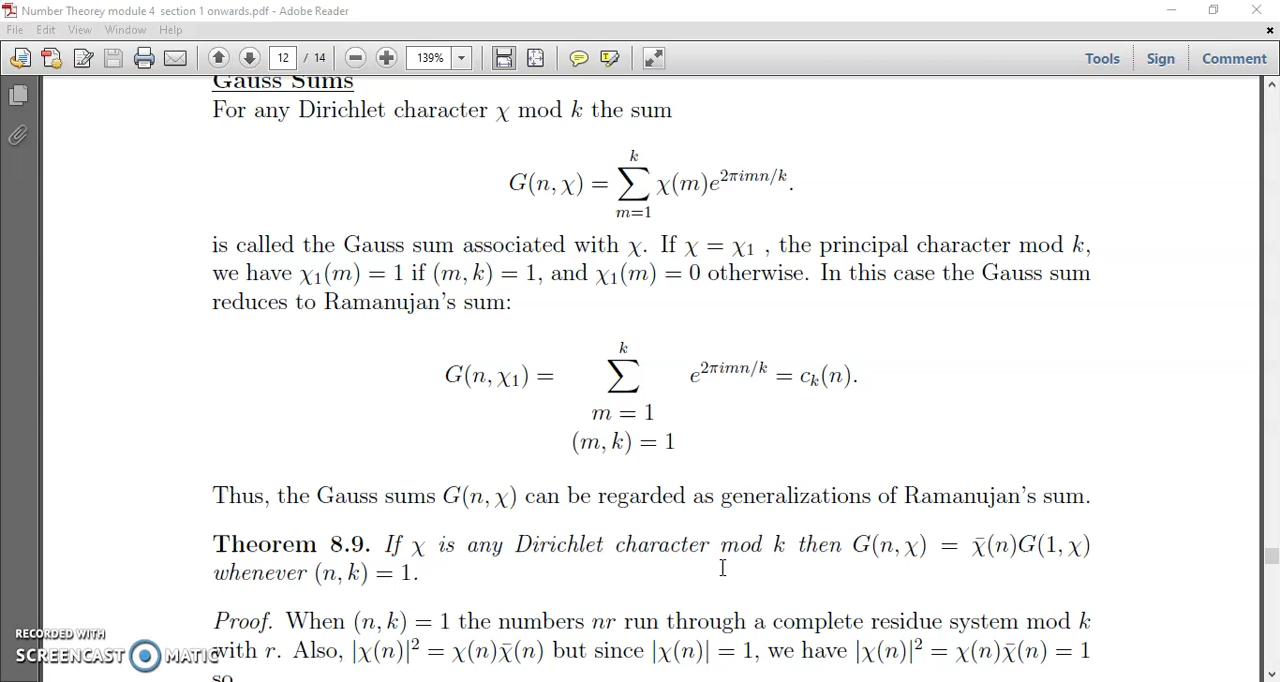 Number Theorey module 4 section 1 onwards.pdf - Adobe Reader
File Edit View Window Help
12 / 14 139% Tools Sign Comment
Gauss Sums
For any Dirichlet character χ mod k the sum
G(n, χ) = ∑_{m=1}^{k} χ(m)e^{2πimn/k}.
is called the Gauss sum associated with χ. If χ = χ₁ , the principal character mod k,
we have χ₁(m) = 1 if (m, k) = 1, and χ₁(m) = 0 otherwise. In this case the Gauss sum
reduces to Ramanujan's sum:
G(n, χ₁) = ∑_{m = 1, (m, k) = 1}^{k} e^{2πimn/k} = c_k(n).
Thus, the Gauss sums G(n, χ) can be regarded as generalizations of Ramanujan's sum.
Theorem 8.9. If χ is any Dirichlet character mod k then G(n, χ) = χ̄(n)G(1, χ)
whenever (n, k) = 1.
Proof. When (n, k) = 1 the numbers nr run through a complete residue system mod k
with r. Also, |χ(n)|² = χ(n)χ̄(n) but since |χ(n)| = 1, we have |χ(n)|² = χ(n)χ̄(n) = 1
so
RECORDED WITH
SCREENCAST MATIC